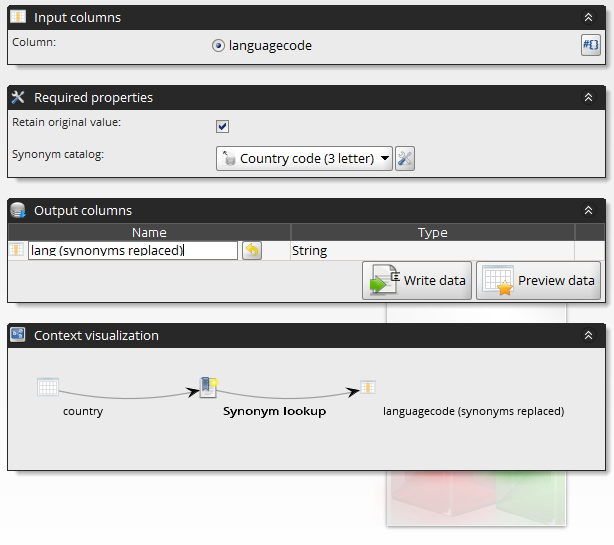 Input columns
Column:
languagecode
#{}
Required properties
Retain original value:
Synonym catalog:
Country code (3 letter)
Output columns
Name Type
lang (synonyms replaced) String
Write data Preview data
Context visualization
country Synonym lookup languagecode (synonyms replaced)